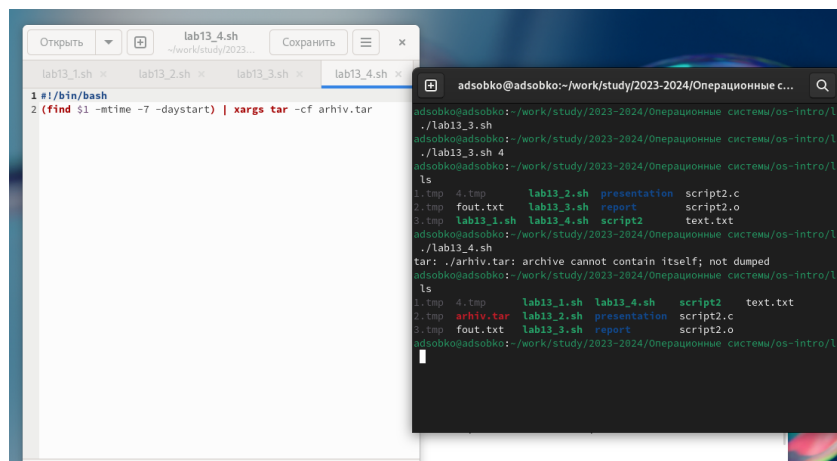 Открыть
lab13_4.sh
~/work/study/2023...
Сохранить
lab13_1.sh × lab13_2.sh × lab13_3.sh × lab13_4.sh ×
1 #!/bin/bash
2 (find $1 -mtime -7 -daystart) | xargs tar -cf arhiv.tar
adsobko@adsobko:~/work/study/2023-2024/Операционные с...
adsobko@adsobko:~/work/study/2023-2024/Операционные системы/os-intro/l
./lab13_3.sh
adsobko@adsobko:~/work/study/2023-2024/Операционные системы/os-intro/l
./lab13_3.sh 4
adsobko@adsobko:~/work/study/2023-2024/Операционные системы/os-intro/l
ls
1.tmp 4.tmp lab13_2.sh presentation script2.c
2.tmp fout.txt lab13_3.sh report script2.o
3.tmp lab13_1.sh lab13_4.sh script2 text.txt
adsobko@adsobko:~/work/study/2023-2024/Операционные системы/os-intro/l
./lab13_4.sh
tar: ./arhiv.tar: archive cannot contain itself; not dumped
adsobko@adsobko:~/work/study/2023-2024/Операционные системы/os-intro/l
ls
1.tmp 4.tmp lab13_1.sh lab13_4.sh script2 text.txt
2.tmp arhiv.tar lab13_2.sh presentation script2.c
3.tmp fout.txt lab13_3.sh report script2.o
adsobko@adsobko:~/work/study/2023-2024/Операционные системы/os-intro/l